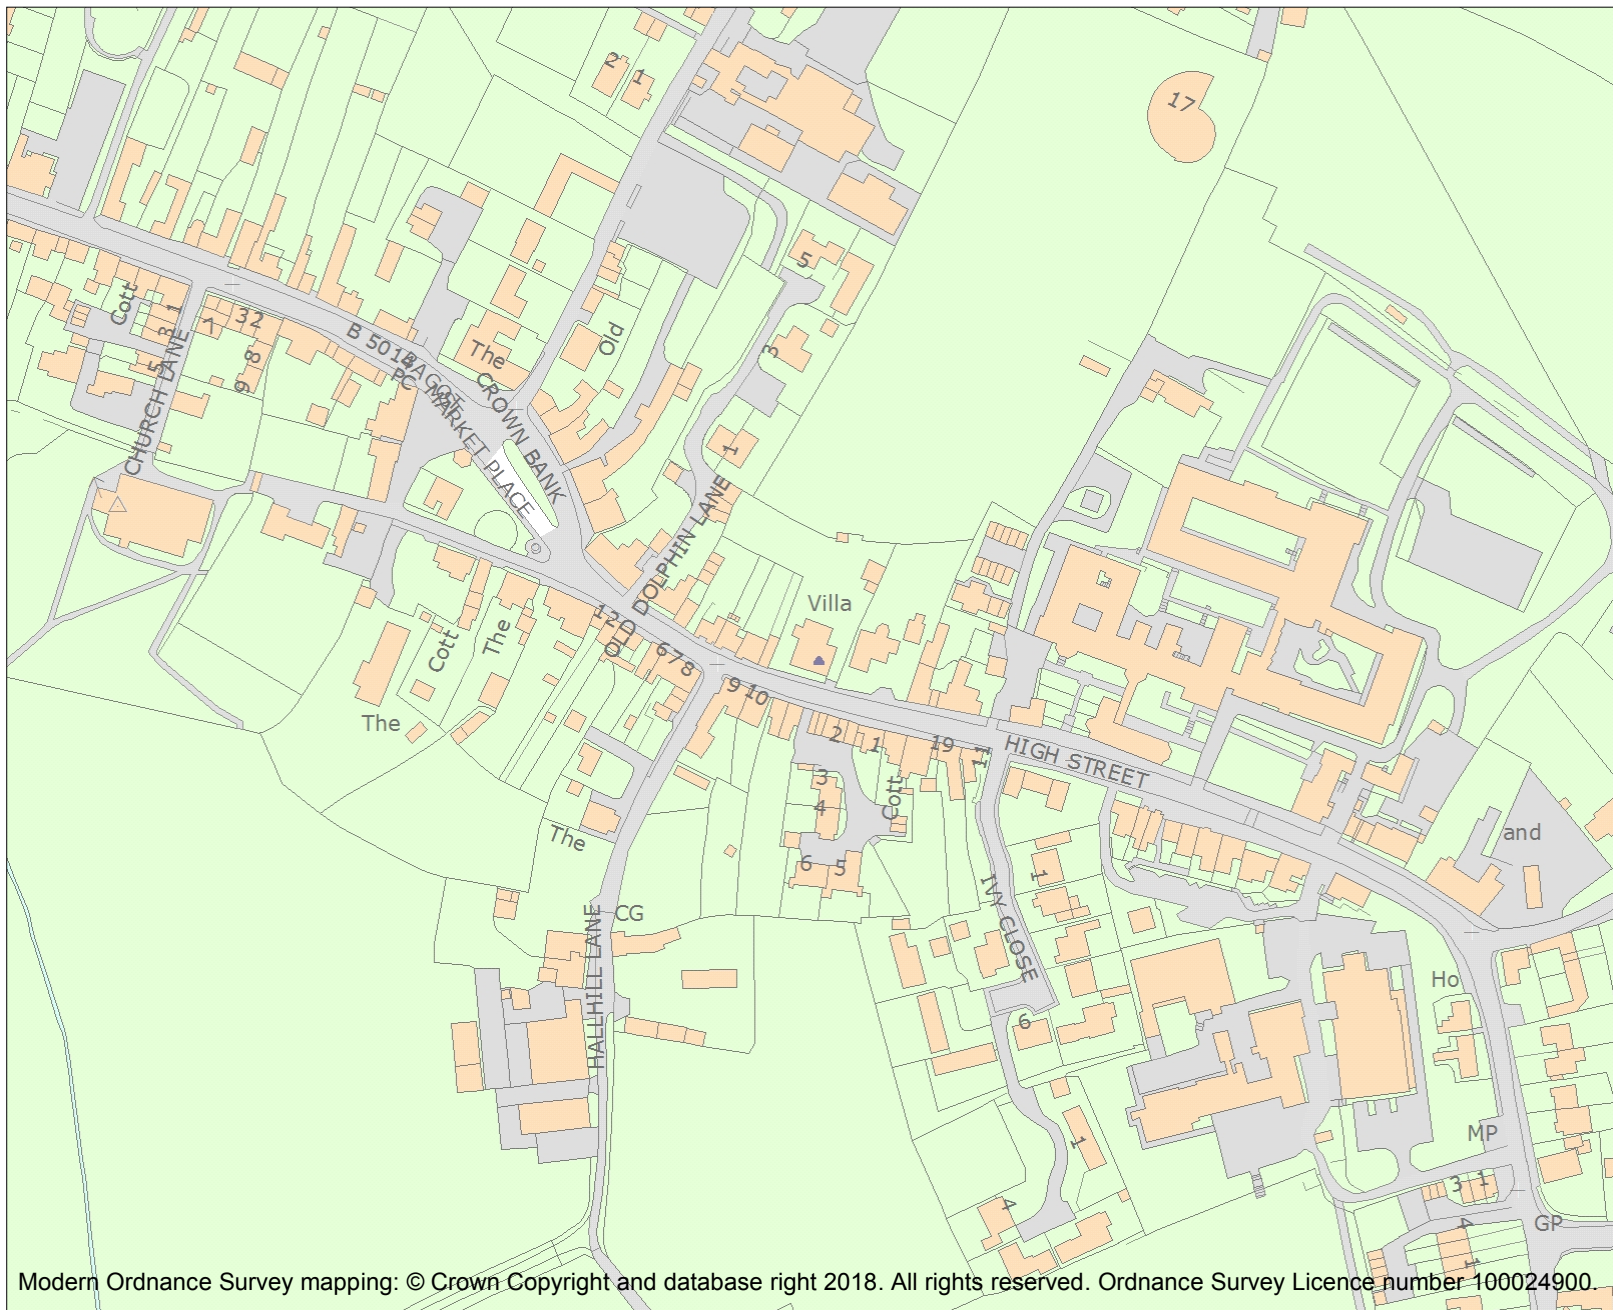 2
1
17
5
Cott
1
3
5
7
3 2
8
9
B 5014
BAGOT ST
PC
The
Old
3
CROWN BANK
MARKET PLACE
CHURCH LANE
1
OLD DOLPHIN LANE
Villa
12
Cott
The
6 7 8
9 10
The
2
1
19
11
HIGH STREET
3
4
Cott
The
6
5
and
1
IVY CLOSE
CG
HALLHILL LANE
Ho
6
MP
1
3 1
4
4
GP
1
Modern Ordnance Survey mapping: © Crown Copyright and database right 2018. All rights reserved. Ordnance Survey Licence number 100024900.